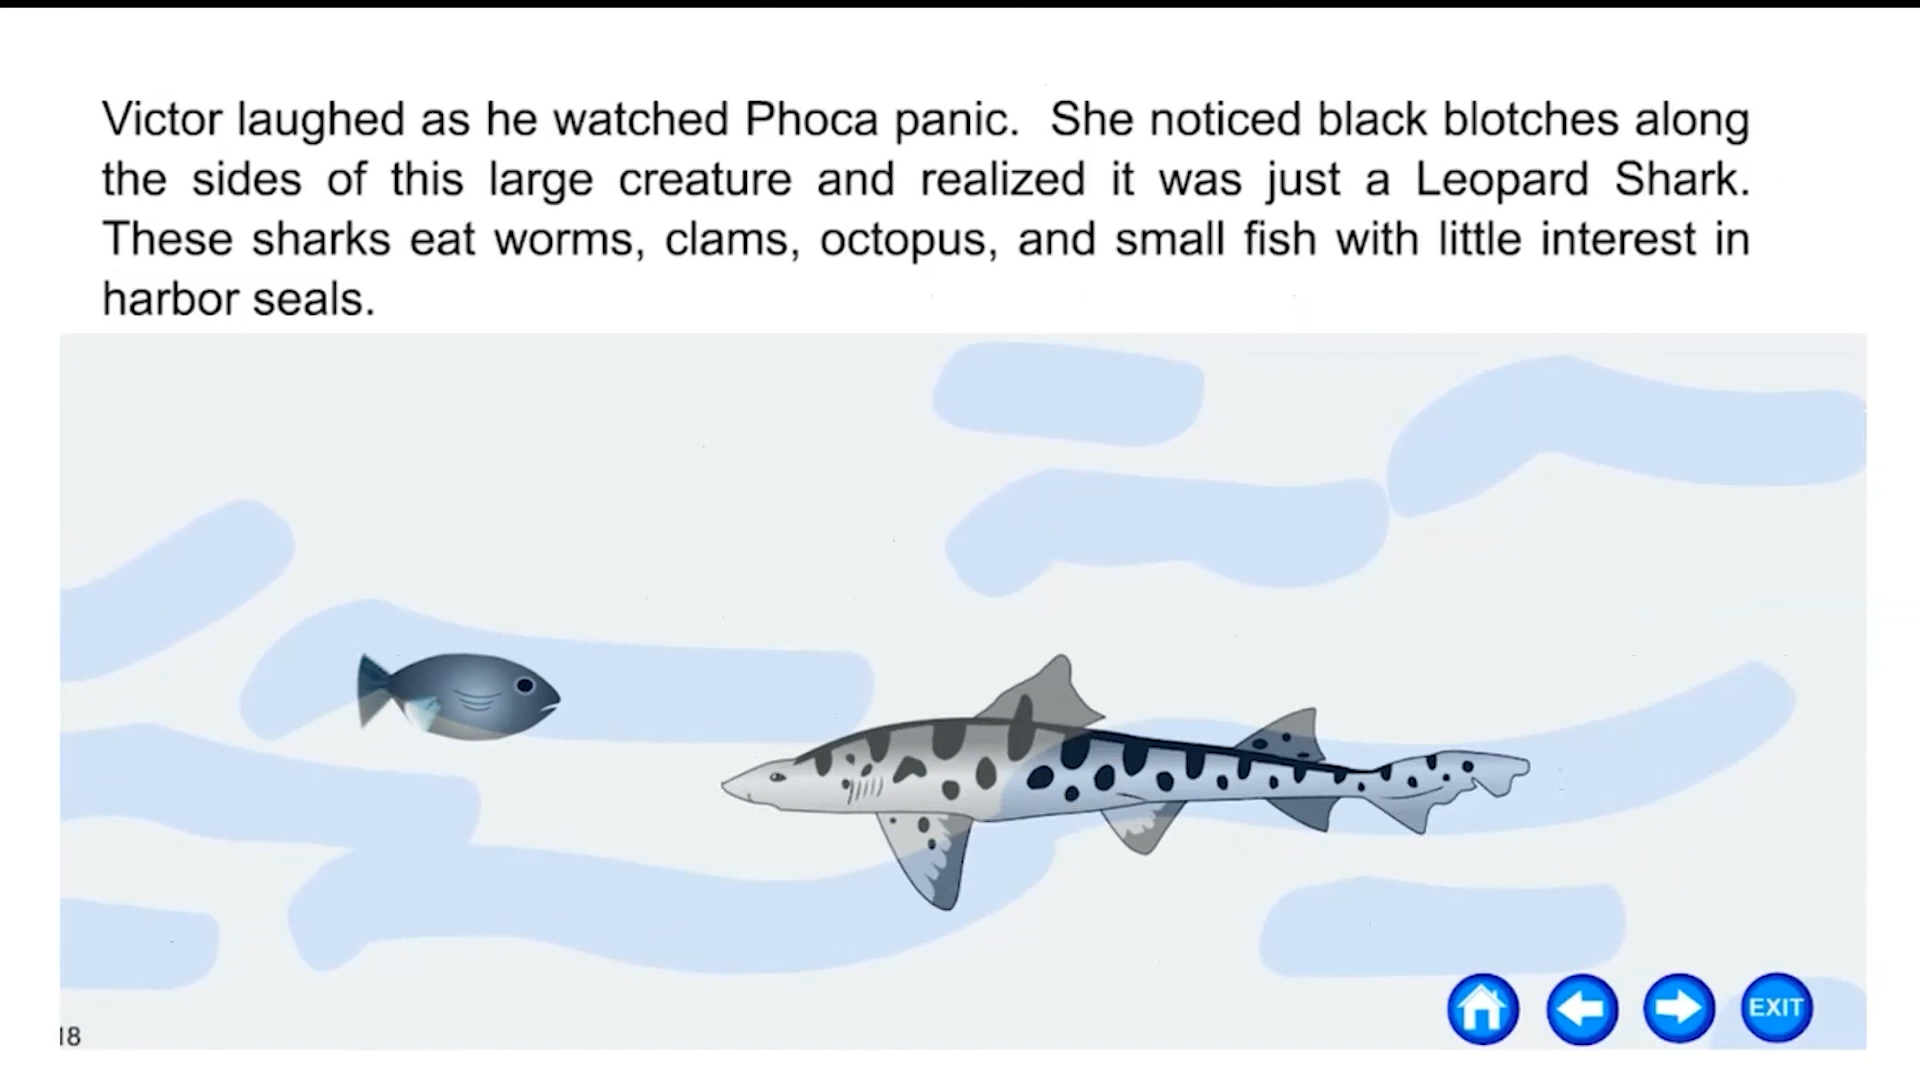 Victor laughed as he watched Phoca panic.  She noticed black blotches along
the sides of this large creature and realized it was just a Leopard Shark.
These sharks eat worms, clams, octopus, and small fish with little interest in
harbor seals.
EXIT
18